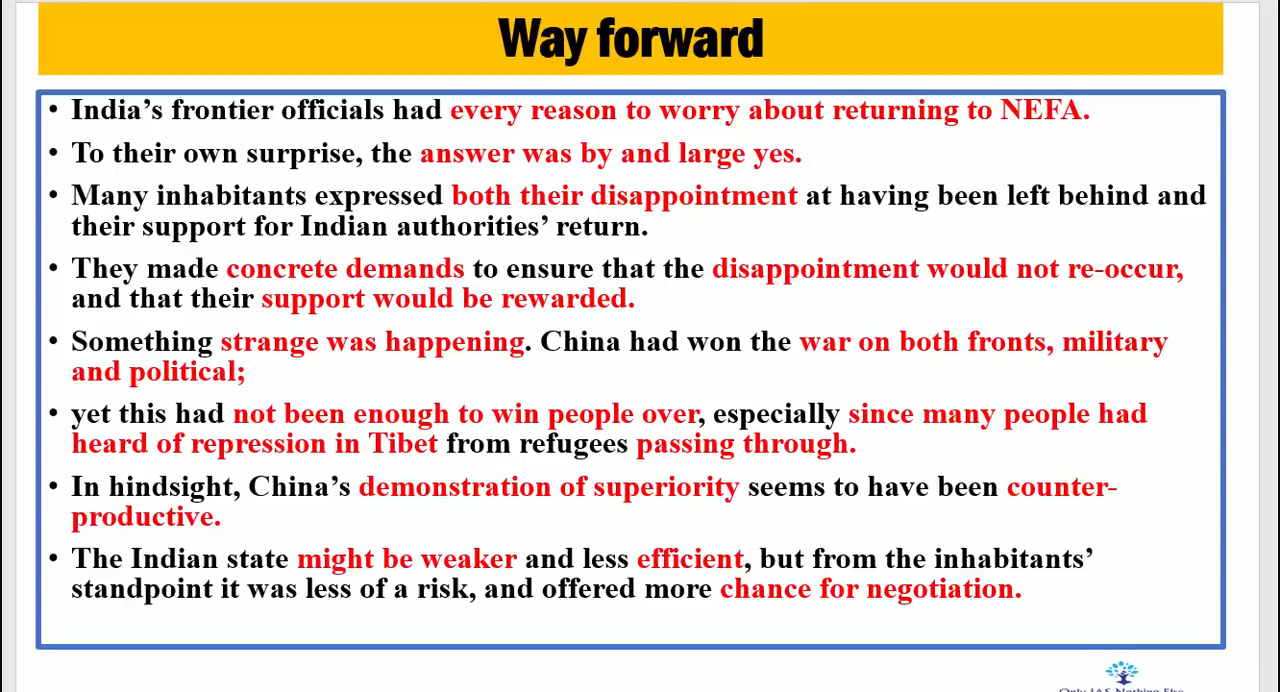 Way forward
• India’s frontier officials had every reason to worry about returning to NEFA.
• To their own surprise, the answer was by and large yes.
• Many inhabitants expressed both their disappointment at having been left behind and
their support for Indian authorities’ return.
• They made concrete demands to ensure that the disappointment would not re-occur,
and that their support would be rewarded.
• Something strange was happening. China had won the war on both fronts, military
and political;
• yet this had not been enough to win people over, especially since many people had
heard of repression in Tibet from refugees passing through.
• In hindsight, China’s demonstration of superiority seems to have been counter-
productive.
• The Indian state might be weaker and less efficient, but from the inhabitants’
standpoint it was less of a risk, and offered more chance for negotiation.
Only IAS Nothing Else